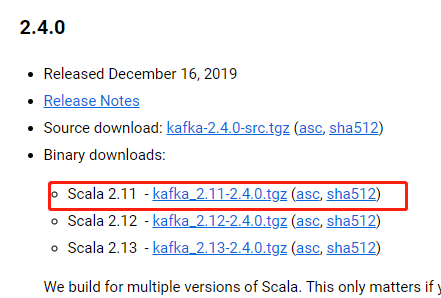 2.4.0
Released December 16, 2019
Release Notes
Source download: kafka-2.4.0-src.tgz (asc, sha512)
Binary downloads:
Scala 2.11 - kafka_2.11-2.4.0.tgz (asc, sha512)
Scala 2.12 - kafka_2.12-2.4.0.tgz (asc, sha512)
Scala 2.13 - kafka_2.13-2.4.0.tgz (asc, sha512)
We build for multiple versions of Scala. This only matters if